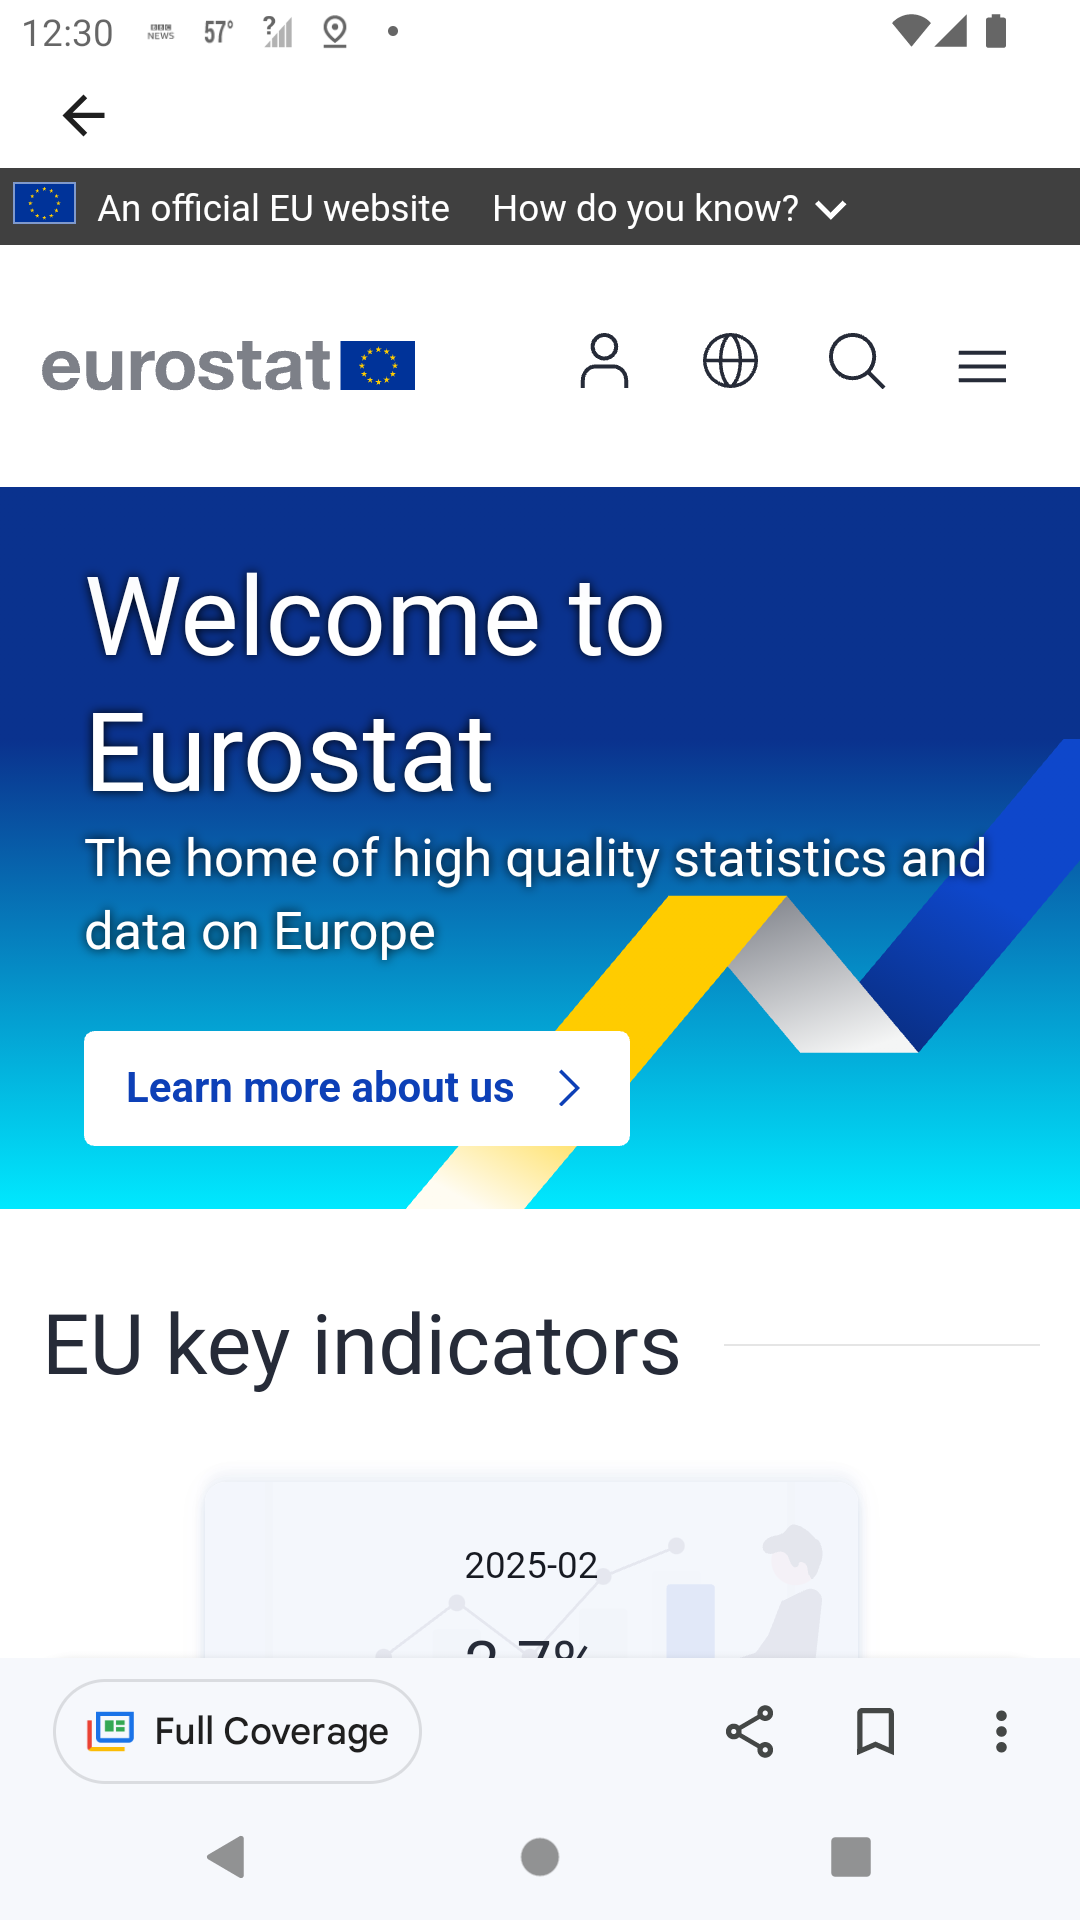 12:30 BBC NEWS 57° ?
An official EU website How do you know?
eurostat
Welcome to
Eurostat
The home of high quality statistics and
data on Europe
Learn more about us
EU key indicators
2025-02
Full Coverage